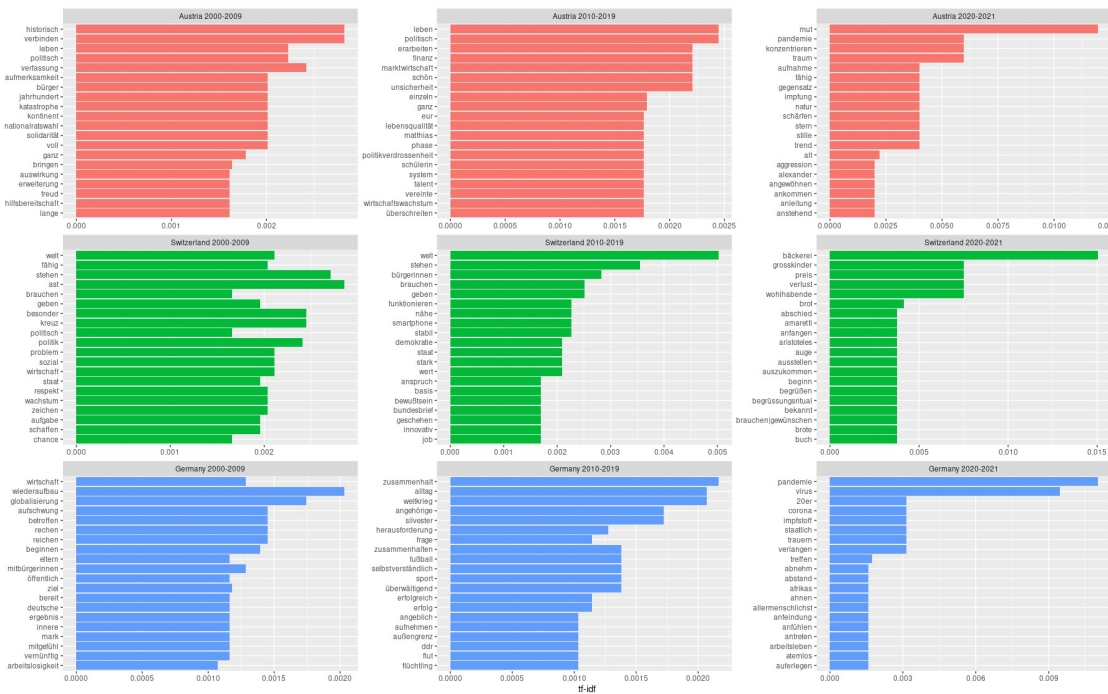 Austria 2000-2009
historisch
verbinden
leben
politisch
verfassung
aufmerksamkeit
bürger
jahrhundert
katastrophe
kontinent
nationalratswahl
solidarität
voll
ganz
bringen
auswirkung
erweiterung
freud
hilfsbereitschaft
lange
0.000 0.001 0.002
Austria 2010-2019
leben
politisch
erarbeiten
finanz
marktwirtschaft
schön
unsicherheit
einzeln
ganz
eur
lebensqualität
matthias
phase
politikverdrossenheit
schülerin
system
talent
vereinte
wirtschaftswachstum
überschreiten
0.0000 0.0005 0.0010 0.0015 0.0020 0.0025
Austria 2020-2021
mut
pandemie
konzentrieren
traum
aufnahme
fähig
gegensatz
impfung
natur
schärfen
stern
stille
trend
alt
aggression
alexander
angewöhnen
ankommen
anleitung
anstehend
0.0000 0.0025 0.0050 0.0075 0.0100
Switzerland 2000-2009
welt
fähig
stehen
ast
brauchen
geben
besonder
kreuz
politisch
politik
problem
sozial
wirtschaft
staat
respekt
wachstum
zeichen
aufgabe
schaffen
chance
0.000 0.001 0.002
Switzerland 2010-2019
welt
stehen
bürgerinnen
brauchen
geben
funktionieren
nähe
smartphone
stabil
demokratie
staat
stark
wert
anspruch
basis
bewußtsein
bundesbrief
geschehen
innovativ
job
0.000 0.001 0.002 0.003 0.004 0.005
Switzerland 2020-2021
bäckerei
grosskinder
preis
verlust
wohlhabende
brot
abschied
amaretti
anfangen
aristoteles
auge
ausstellen
auszukommen
beginn
begrüßen
begrüssungsritual
bekannt
brauchen|gewünschen
brote
buch
0.000 0.005 0.010 0.015
Germany 2000-2009
wirtschaft
wiederaufbau
globalisierung
aufschwung
betroffen
rechen
reichen
beginnen
eltern
mitbürgerinnen
öffentlich
ziel
bereit
deutsche
ergebnis
innere
mark
mitgefühl
vernünftig
arbeitslosigkeit
0.0000 0.0005 0.0010 0.0015 0.0020
Germany 2010-2019
zusammenhalt
alltag
weltkrieg
angehörige
silvester
herausforderung
frage
zusammenhalten
fußball
selbstverständlich
sport
überwältigend
erfolgreich
erfolg
angeblich
aufnehmen
außengrenz
ddr
flut
flüchtling
0.0000 0.0005 0.0010 0.0015 0.0020
Germany 2020-2021
pandemie
virus
20er
corona
impfstoff
staatlich
trauern
verlangen
treffen
abnehm
abstand
afrikas
ahnen
allermenschlichst
anfeindung
anfühlen
antreten
arbeitsleben
atemlos
auferlegen
0.000 0.003 0.006 0.009
tf-idf